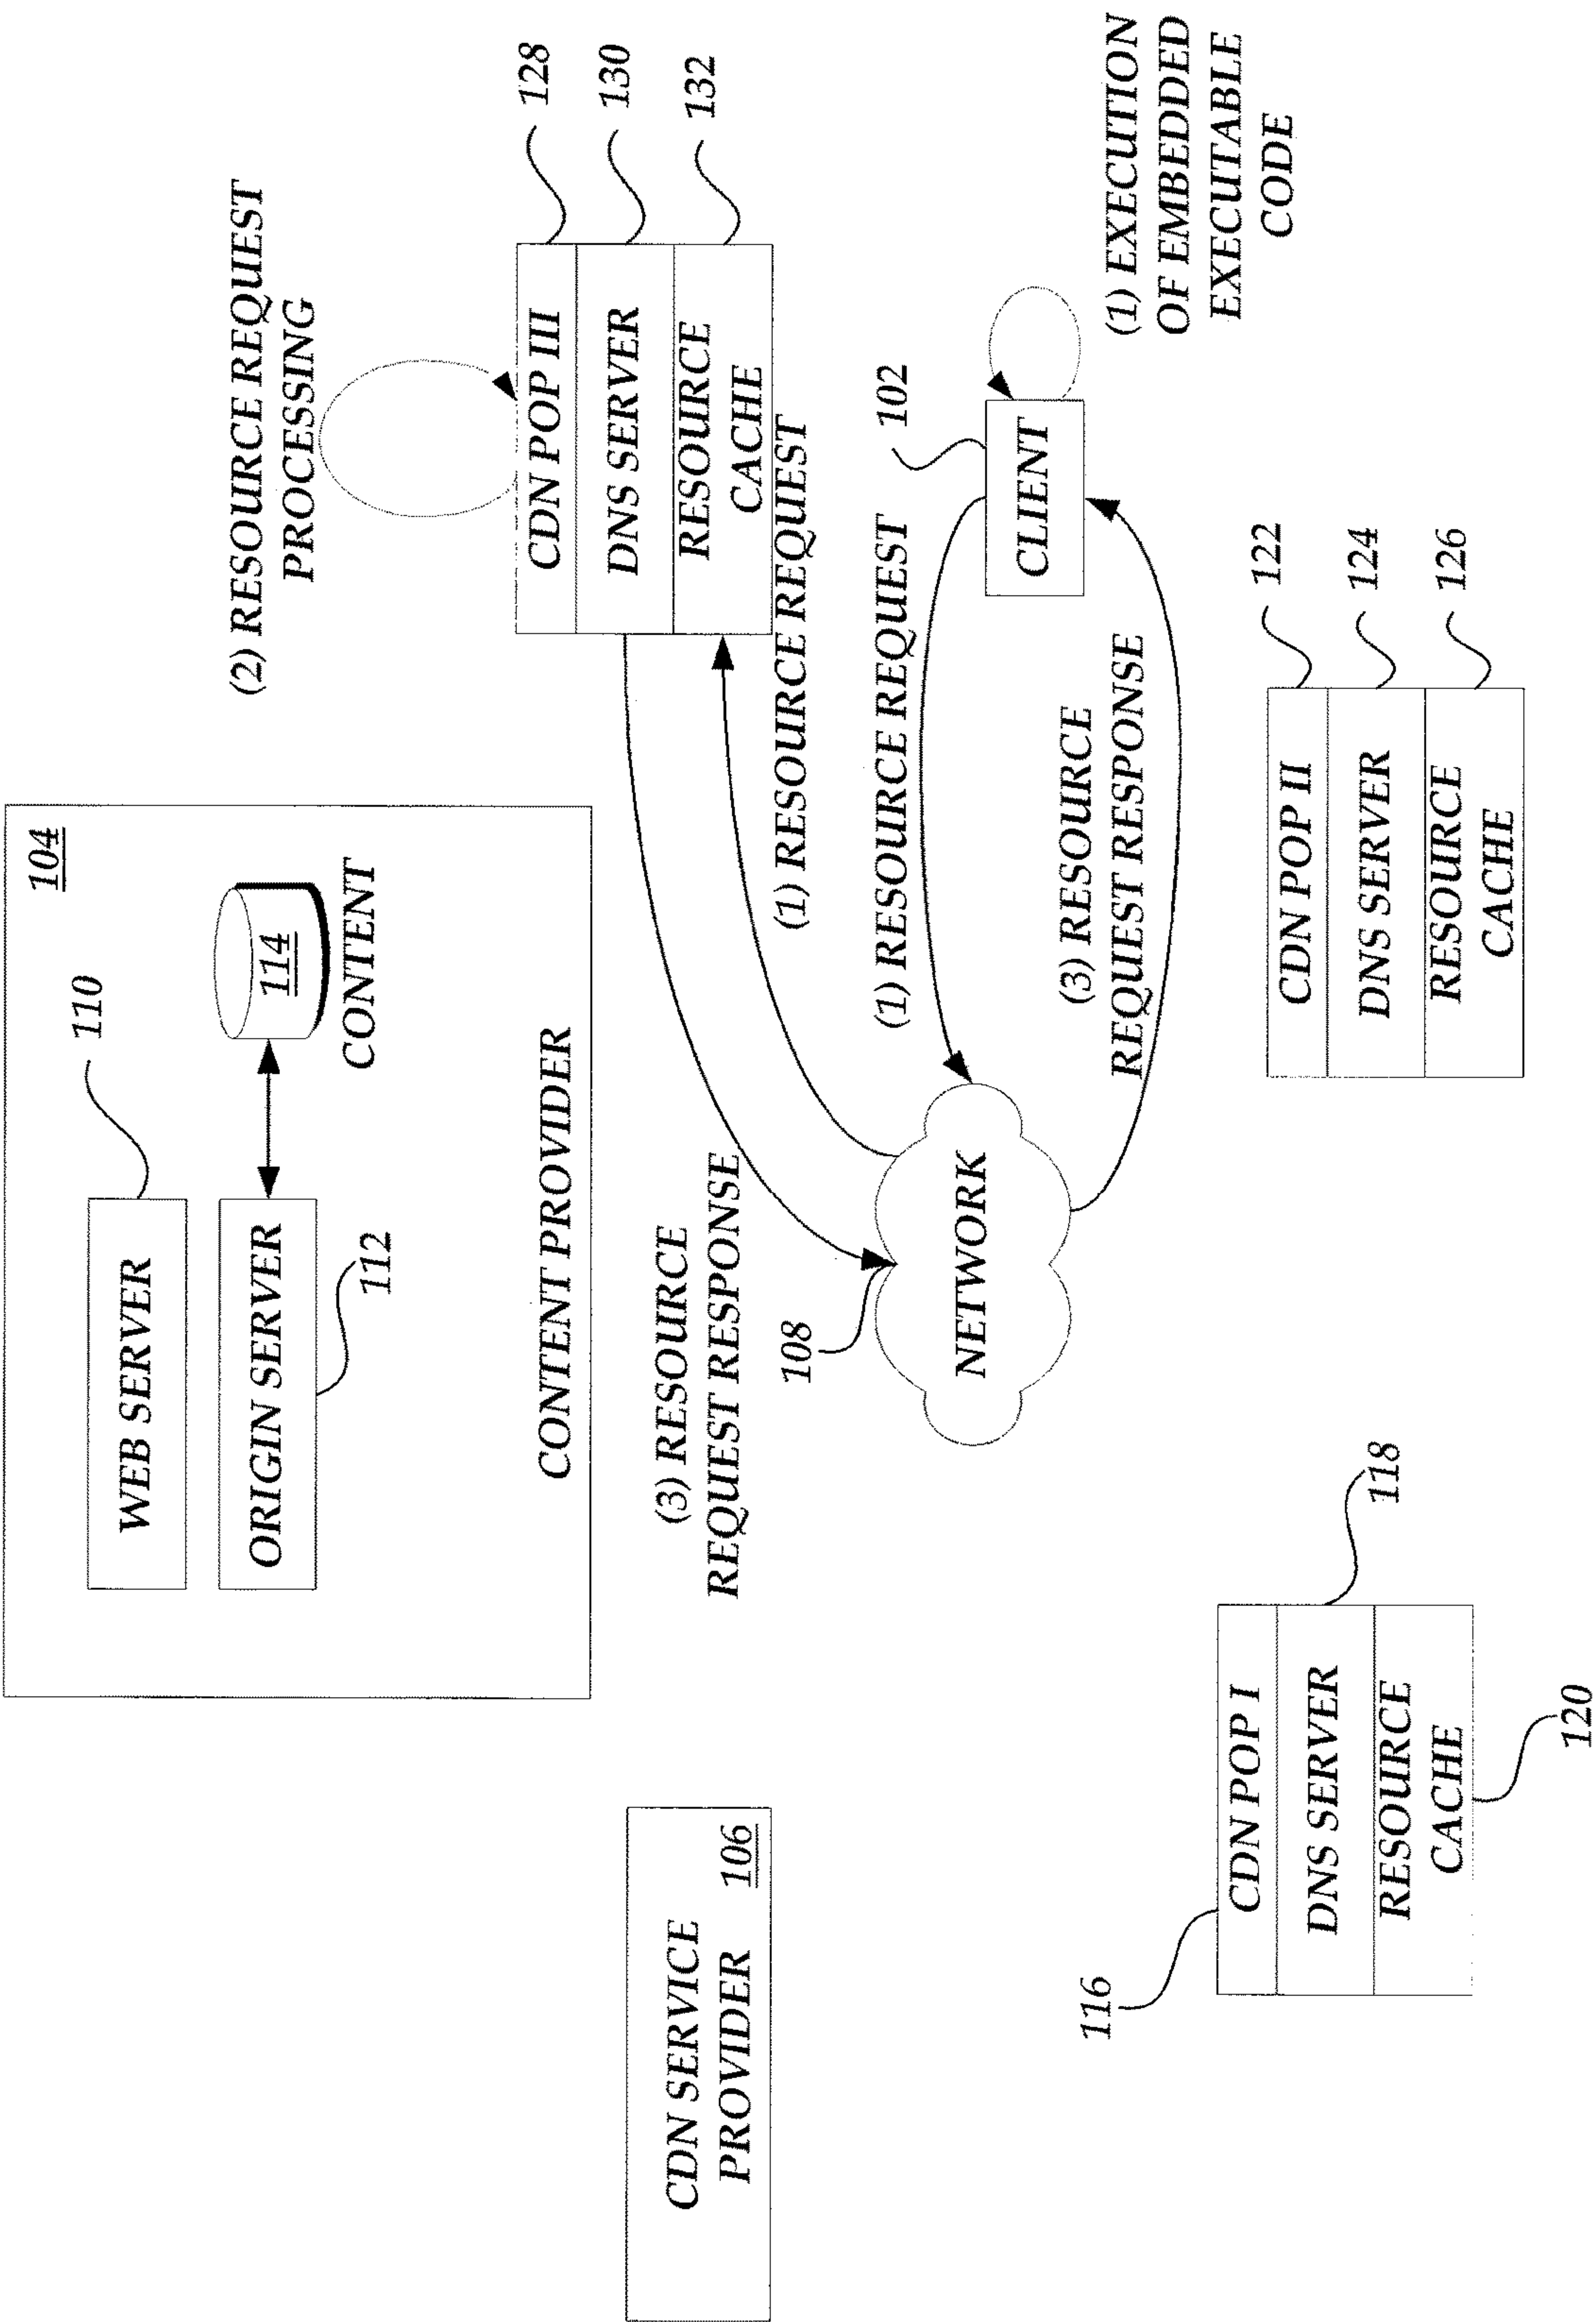 104
110
WEB SERVER
ORIGIN SERVER
112
114
CONTENT
CONTENT PROVIDER
CDN SERVICE
PROVIDER
106
(2) RESOURCE REQUEST
PROCESSING
CDN POP III
DNS SERVER
RESOURCE
CACHE
128
130
132
(3) RESOURCE
REQUEST RESPONSE
(1) RESOURCE REQUEST
108
NETWORK
(1) RESOURCE REQUEST
102
CLIENT
(1) EXECUTION
OF EMBEDDED
EXECUTABLE
CODE
(3) RESOURCE
REQUEST RESPONSE
116
CDN POP I
DNS SERVER
RESOURCE
CACHE
118
120
CDN POP II
DNS SERVER
RESOURCE
CACHE
122
124
126